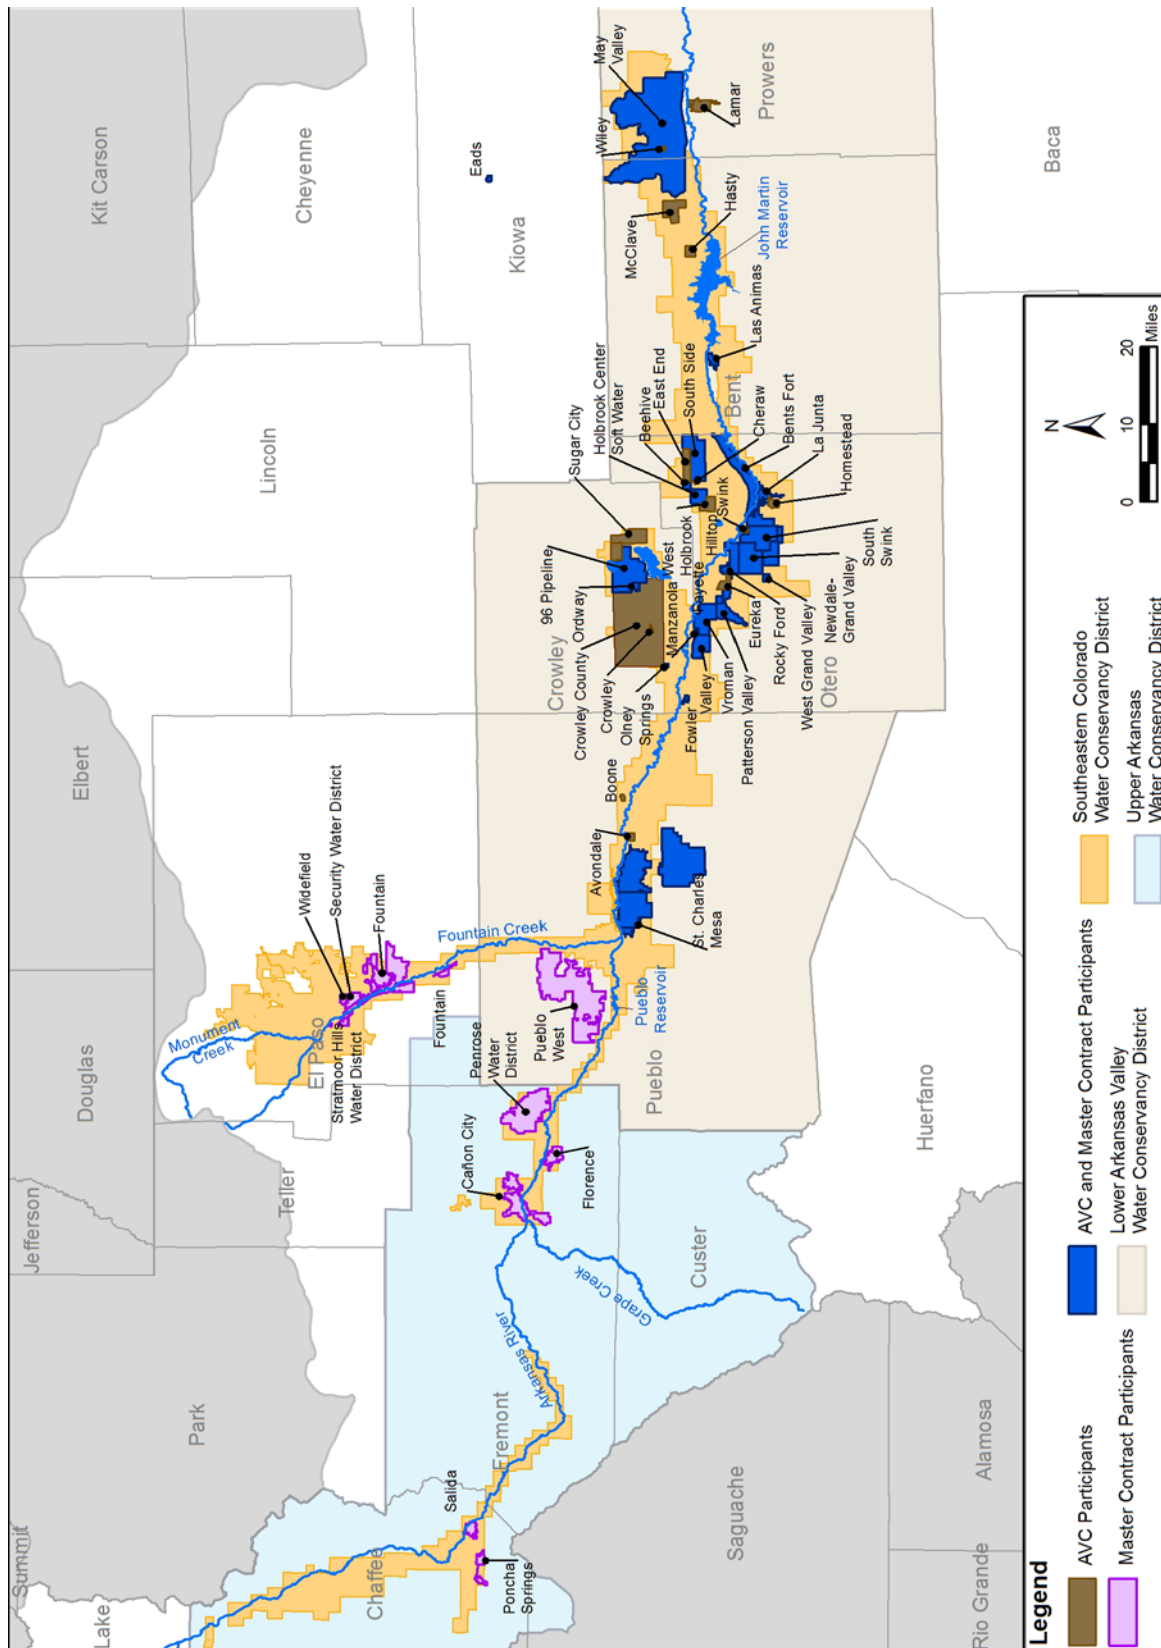 Kit Carson
Cheyenne
Kiowa
Eads
May
Valley
Wiley
Prowers
Lamar
McClave
Hasty
John Martin
Reservoir
Baca
Las Animas
Bent
Lincoln
Sugar City
Holbrook Center
Soft Water
Beehive
East End
South Side
Cheraw
Bents Fort
La Junta
Homestead
Swink
Hilltop
Holbrook
South
Swink
96 Pipeline
Ordway
Crowley County
Crowley
Crowley
Olney
Springs
Manzanola
West
Fayette
Fowler
Valley
Vroman
Patterson Valley
Eureka
Rocky Ford
West Grand Valley
Newdale-
Grand Valley
Otero
Elbert
Boone
Avondale
St. Charles
Mesa
Widefield
Security Water District
Fountain
Fountain Creek
Fountain
Monument
Creek
El Paso
Stratmoor Hills
Water District
Douglas
Pueblo
West
Pueblo
Reservoir
Pueblo
Penrose
Water
District
Huerfano
Jefferson
Teller
Cañon City
Florence
Custer
Grape Creek
Arkansas River
Park
Fremont
Salida
Poncha
Springs
Chaffee
Summit
Lake
Saguache
Alamosa
Rio Grande
N
0 10 20
Miles
Legend
AVC Participants
Master Contract Participants
AVC and Master Contract Participants
Lower Arkansas Valley
Water Conservancy District
Southeastern Colorado
Water Conservancy District
Upper Arkansas
Water Conservancy District